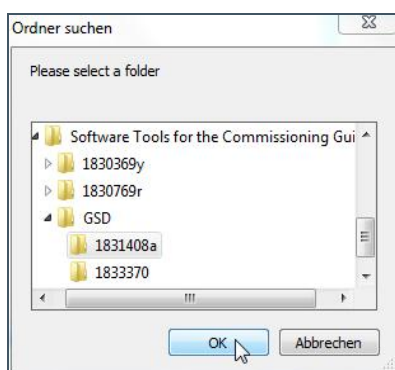 Ordner suchen
Please select a folder
Software Tools for the Commissioning Gui
1830369y
1830769r
GSD
1831408a
1833370
OK Abbrechen